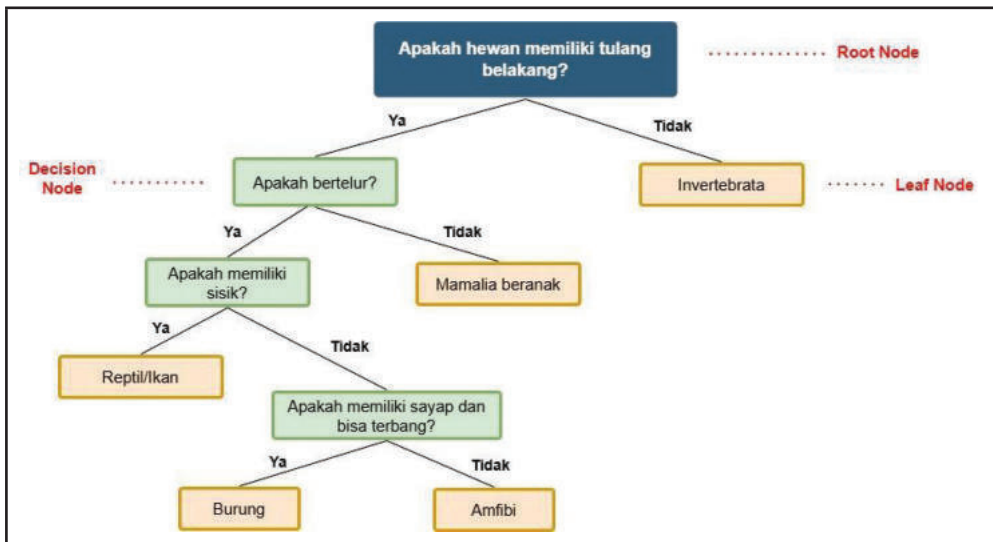 Apakah hewan memiliki tulang
belakang?
Root Node
Ya
Tidak
Decision
Node
Apakah bertelur?
Invertebrata
Leaf Node
Ya
Tidak
Apakah memiliki
sisik?
Mamalia beranak
Ya
Tidak
Reptil/Ikan
Apakah memiliki sayap dan
bisa terbang?
Ya
Tidak
Burung
Amfibi